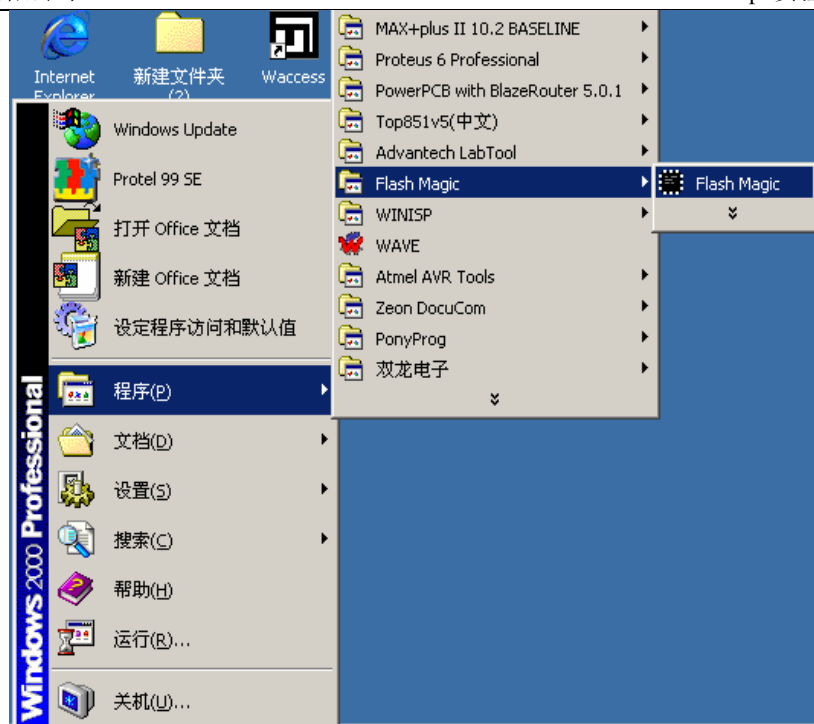 Internet
Explorer
新建文件夹
(2)
Waccess
MAX+plus II 10.2 BASELINE
Proteus 6 Professional
PowerPCB with BlazeRouter 5.0.1
Top851v5(中文)
Advantech LabTool
Flash Magic
Flash Magic
WINISP
WAVE
Atmel AVR Tools
Zeon DocuCom
PonyProg
双龙电子
Windows Update
Protel 99 SE
打开 Office 文档
新建 Office 文档
设定程序访问和默认值
程序(P)
文档(D)
设置(S)
搜索(C)
帮助(H)
运行(R)...
关机(U)...
Windows 2000 Professional